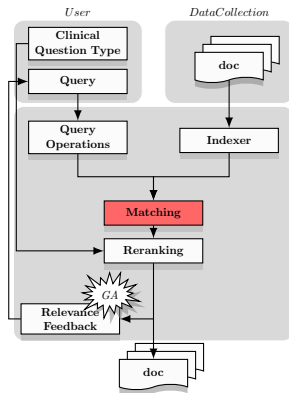 User
DataCollection
Clinical
Question Type
doc
Query
Query
Operations
Indexer
Matching
Reranking
GA
Relevance
Feedback
doc